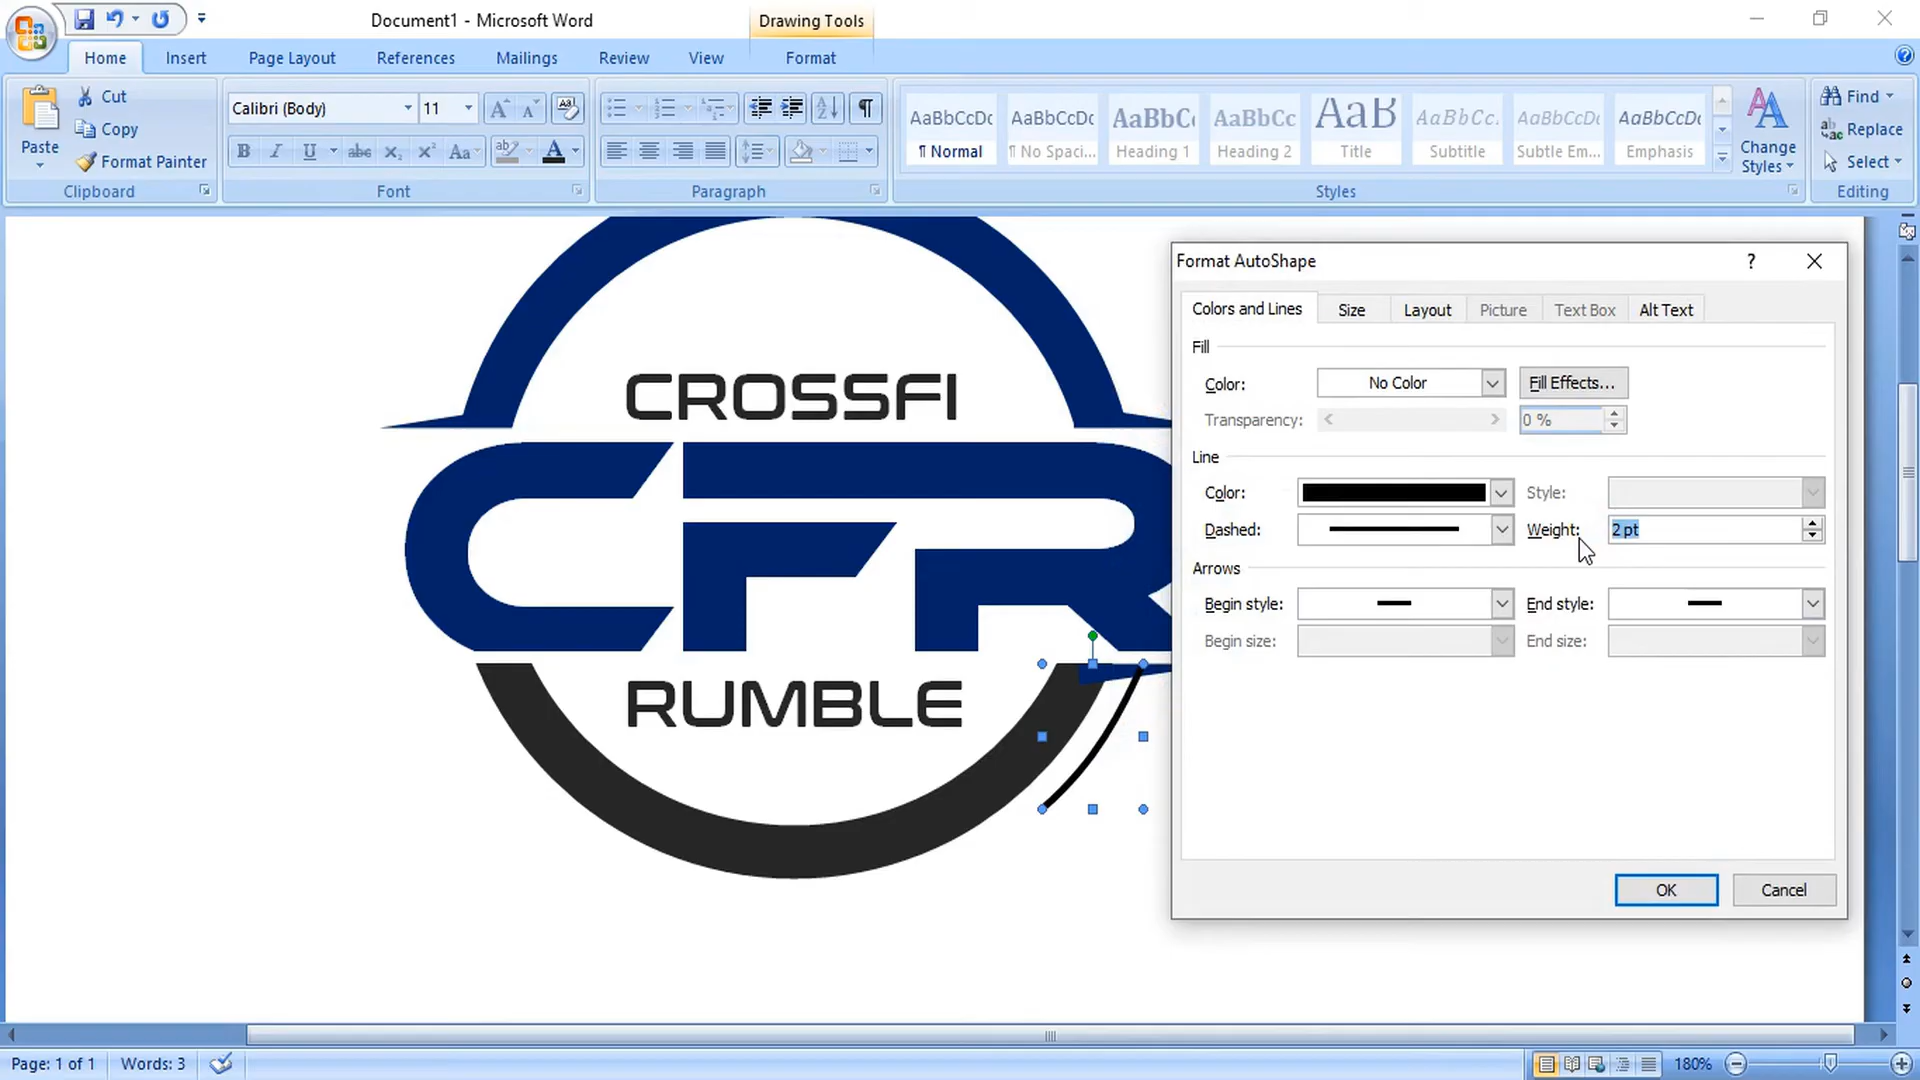 Document1 - Microsoft Word
Drawing Tools
Home Insert Page Layout References Mailings Review View Format
Paste
Cut
Copy
Format Painter
Clipboard
Calibri (Body) 11
B I U abc X₂ X² Aa ab A
Font
Paragraph
AaBbCcDc AaBbCcDc AaBbC AaBbCc AaB AaBbCc. AaBbCcDc AaBbCcDc
¶ Normal ¶ No Spaci... Heading 1 Heading 2 Title Subtitle Subtle Em... Emphasis
Change Styles
Styles
Find
Replace
Select
Editing
CROSSFI
CFR
RUMBLE
Format AutoShape ?
Colors and Lines Size Layout Picture Text Box Alt Text
Fill
Color: No Color Fill Effects...
Transparency: 0 %
Line
Color: Style:
Dashed: Weight: 2 pt
Arrows
Begin style: End style:
Begin size: End size:
OK Cancel
Page: 1 of 1 Words: 3 180%